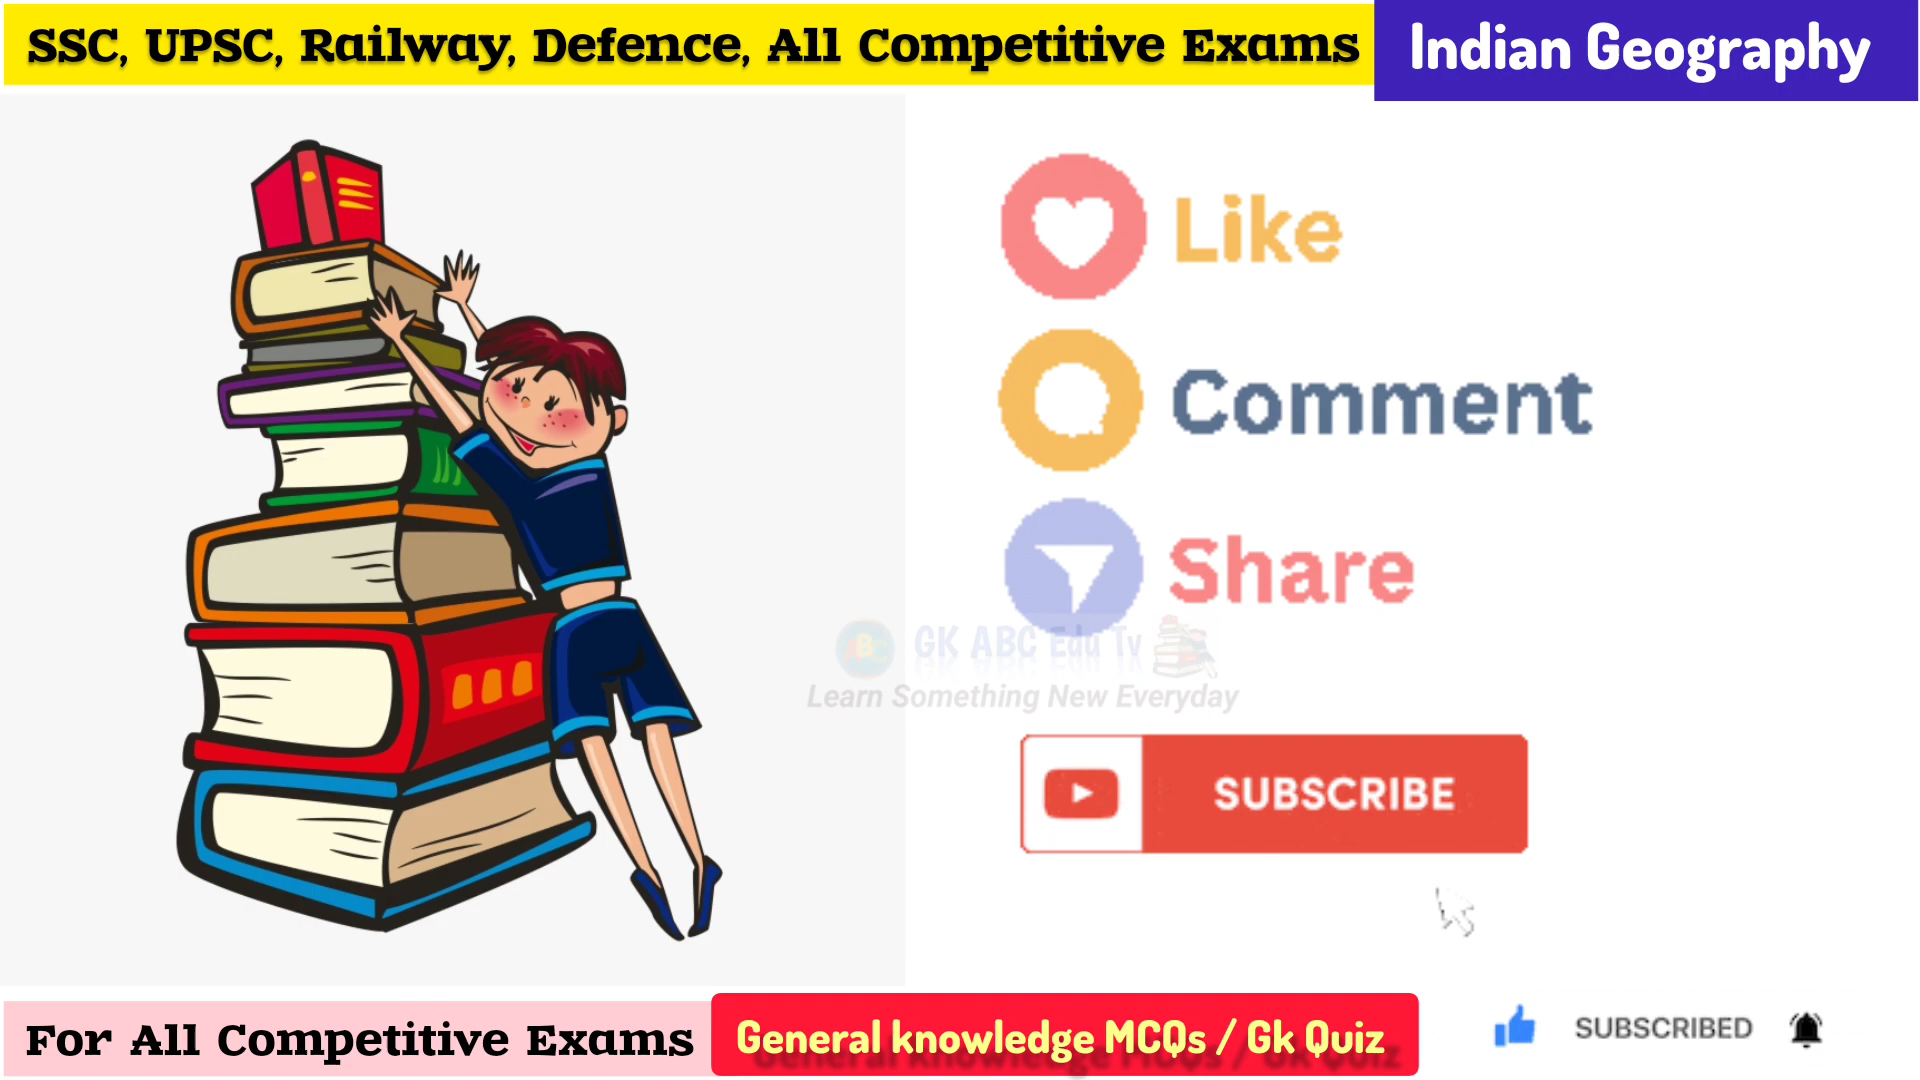 SSC, UPSC, Railway, Defence, All Competitive Exams
Indian Geography
Like
Comment
Share
GK ABC Edu Tv
Learn Something New Everyday
SUBSCRIBE
For All Competitive Exams
General knowledge MCQs / Gk Quiz
SUBSCRIBED